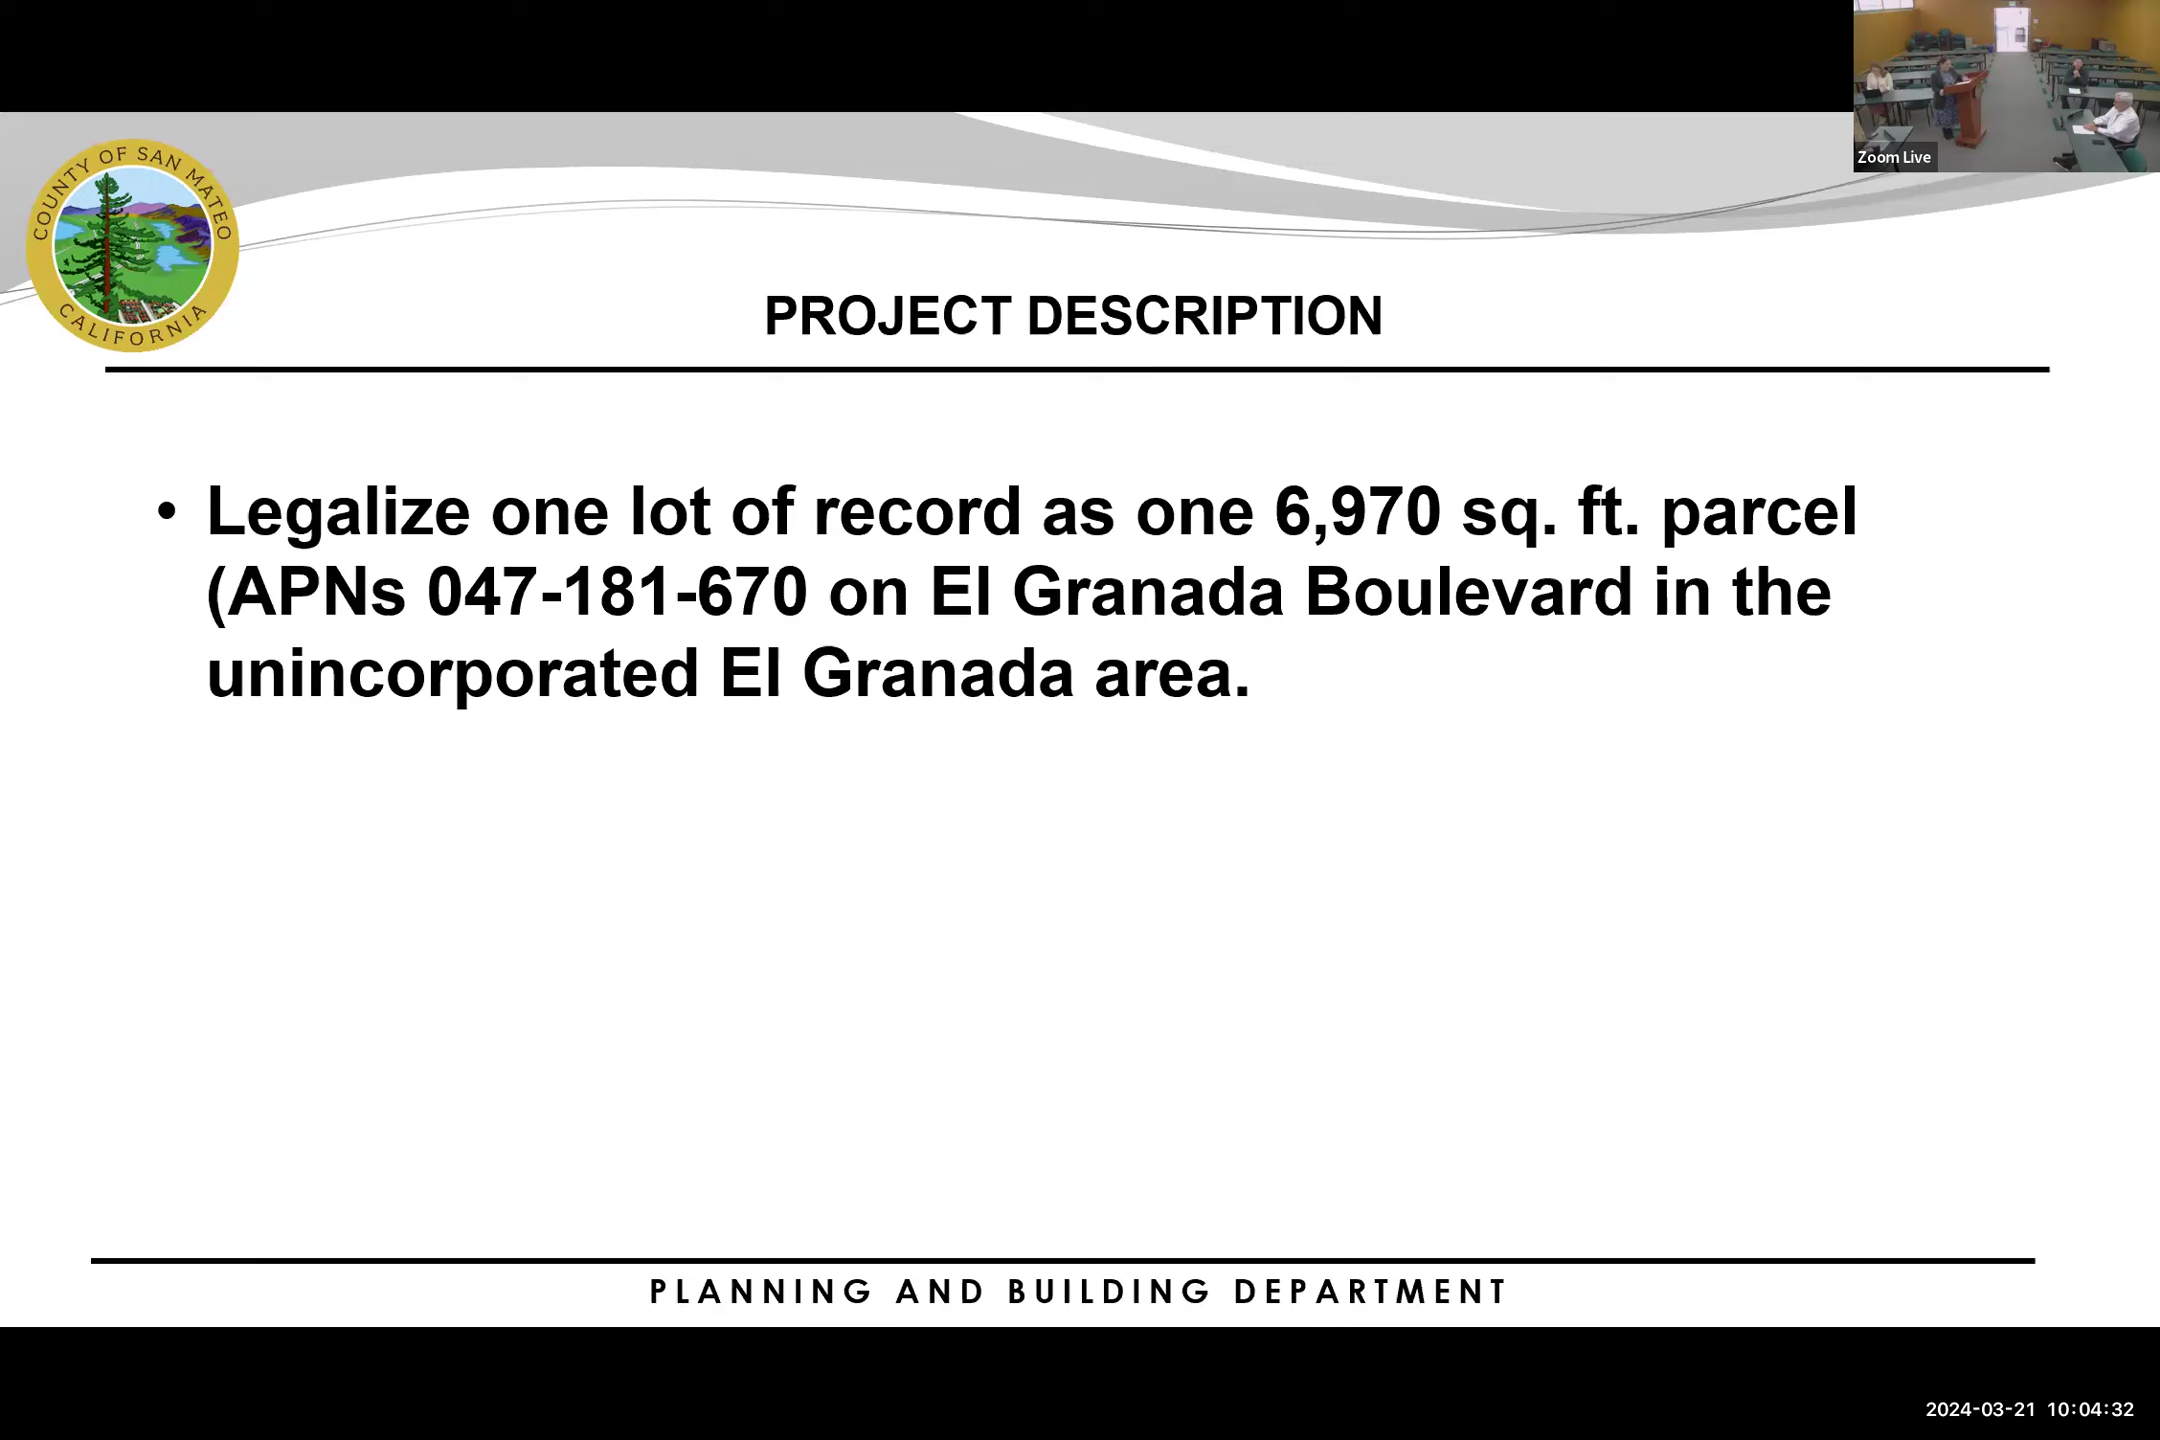 Zoom Live
COUNTY OF SAN MATEO
CALIFORNIA
PROJECT DESCRIPTION
• Legalize one lot of record as one 6,970 sq. ft. parcel
(APNs 047-181-670 on El Granada Boulevard in the
unincorporated El Granada area.
PLANNING AND BUILDING DEPARTMENT
2024-03-21 10:04:32